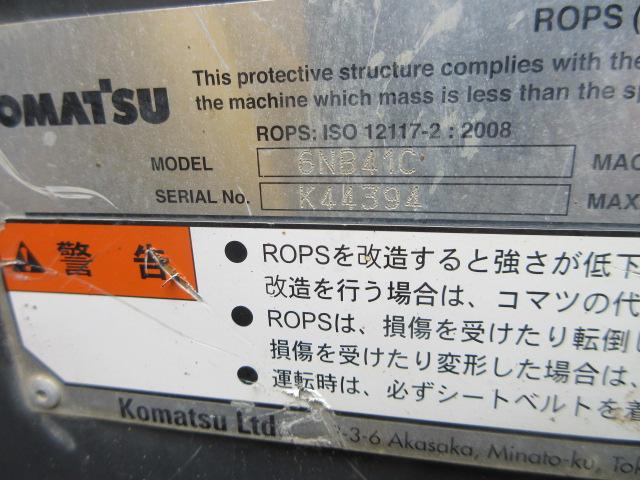 ROPS (
KOMATSU
This protective structure complies with the
the machine which mass is less than the sp
ROPS: ISO 12117-2 : 2008
MODEL 6NB41C MAC
SERIAL No. K44394 MAX
警告
● ROPSを改造すると強さが低下
改造を行う場合は、コマツの代
● ROPSは、損傷を受けたり転倒し
損傷を受けたり変形した場合は、
● 運転時は、必ずシートベルトを着
Komatsu Ltd. -3-6 Akasaka, Minato-ku, Tok